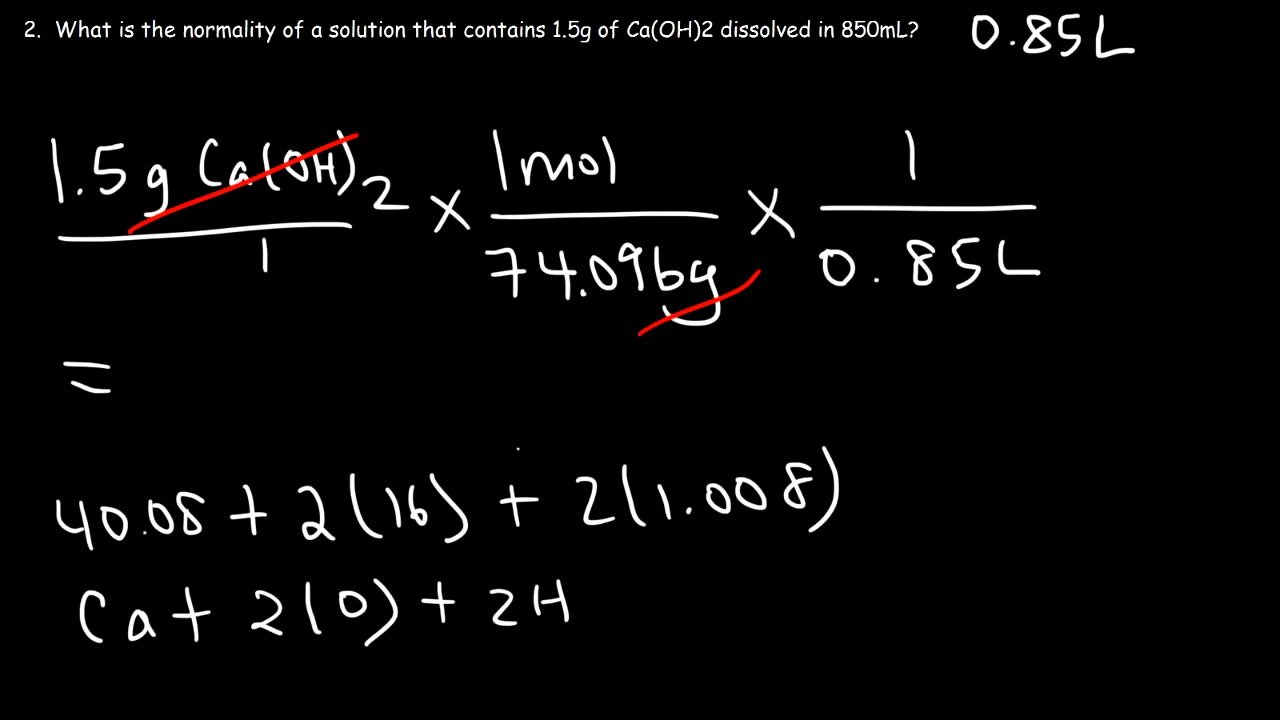 2. What is the normality of a solution that contains 1.5g of Ca(OH)2 dissolved in 850mL? 0.85L
1.5g Ca(OH)2 × 1mol × 1
1 74.096g 0.85L
=
40.08 + 2(16) + 2(1.008)
Ca + 2(O) + 2H